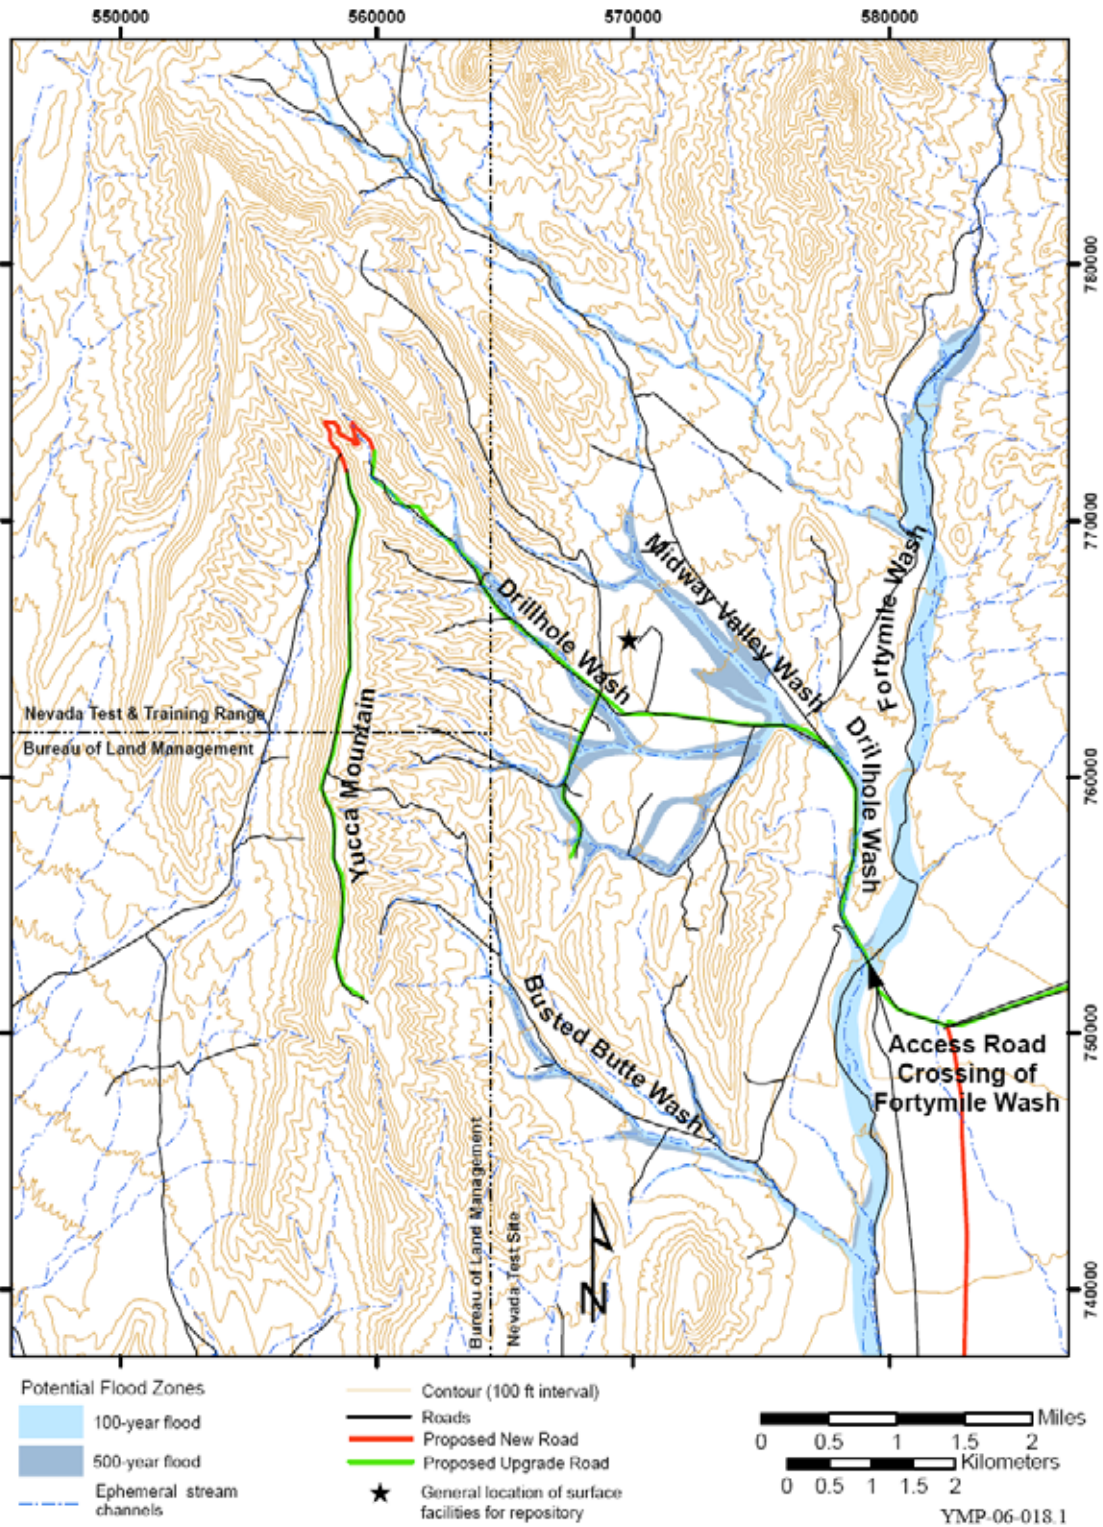 550000 560000 570000 580000
780000
770000
760000
750000
740000
Midway Valley Wash
Fortymile Wash
Drillhole Wash
Drillhole Wash
Nevada Test & Training Range
Bureau of Land Management
Yucca Mountain
Busted Butte Wash
Access Road
Crossing of
Fortymile Wash
Bureau of Land Management
Nevada Test Site
N
Potential Flood Zones
100-year flood
500-year flood
Ephemeral stream
channels
Contour (100 ft interval)
Roads
Proposed New Road
Proposed Upgrade Road
General location of surface
facilities for repository
Miles
0 0.5 1 1.5 2
Kilometers
0 0.5 1 1.5 2
YMP-06-018.1